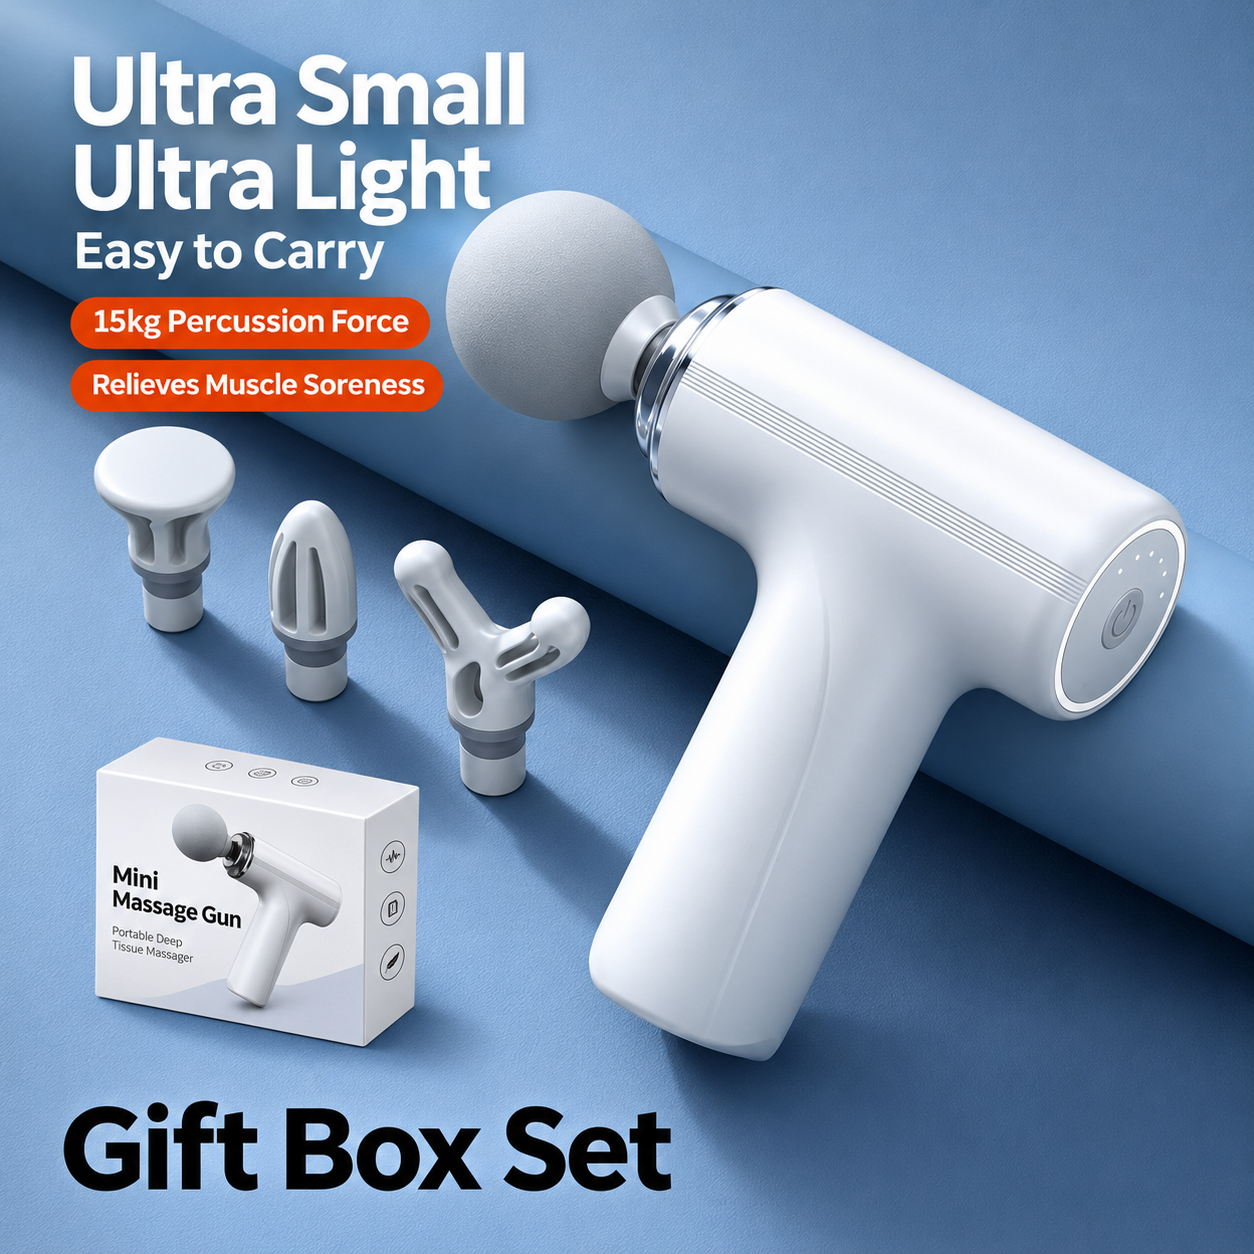 Ultra Small
Ultra Light
Easy to Carry
15kg Percussion Force
Relieves Muscle Soreness
Mini
Massage Gun
Portable Deep
Tissue Massager
Gift Box Set